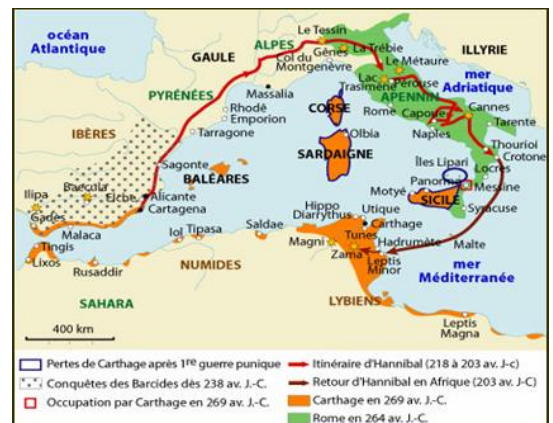 océan
Atlantique
GAULE
ALPES
Le Tessin
Gênes
La Trébie
Col du
Montgenèvre
ILLYRIE
Le Métaure
Lac
Trasimène
Pérouse
mer
Adriatique
APENNIN
PYRÉNÉES
Massalia
CORSE
Rome
Capoue
Cannes
Rhodê
Emporion
Naples
Tarente
IBÈRES
Tarragone
Olbia
SARDAIGNE
Thourioi
Crotone
Sagonte
BALÉARES
Îles Lipari
Locres
Panorme
Messine
Ilipa
Baecula
Elche
Alicante
Cartagena
Motyé
SICILE
Syracuse
Gadès
Malaca
Hippo
Diarrythus
Utique
Carthage
Tingis
Iol
Tipasa
Saldae
Tunes
Magni
Hadrumète
Malte
Lixos
Rusaddir
NUMIDES
Zama
Leptis
Minor
mer
Méditerranée
SAHARA
LYBIENS
Leptis
Magna
400 km
Pertes de Carthage après 1re guerre punique
Conquêtes des Barcides dès 238 av. J.-C.
Occupation par Carthage en 269 av. J.-C.
Itinéraire d'Hannibal (218 à 203 av. J-c)
Retour d'Hannibal en Afrique (203 av. J-C)
Carthage en 269 av. J.-C.
Rome en 264 av. J.-C.